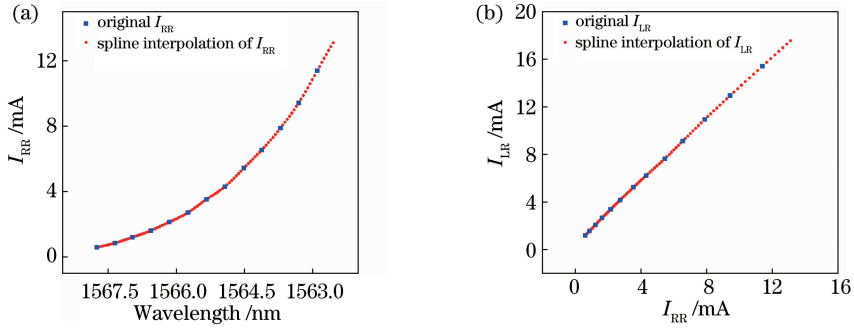 (a)
original I_RR
spline interpolation of I_RR
12
8
4
0
I_RR /mA
1567.5 1566.0 1564.5 1563.0
Wavelength /nm
(b)
20
original I_LR
spline interpolation of I_LR
16
12
8
4
0
I_LR /mA
0 4 8 12 16
I_RR /mA